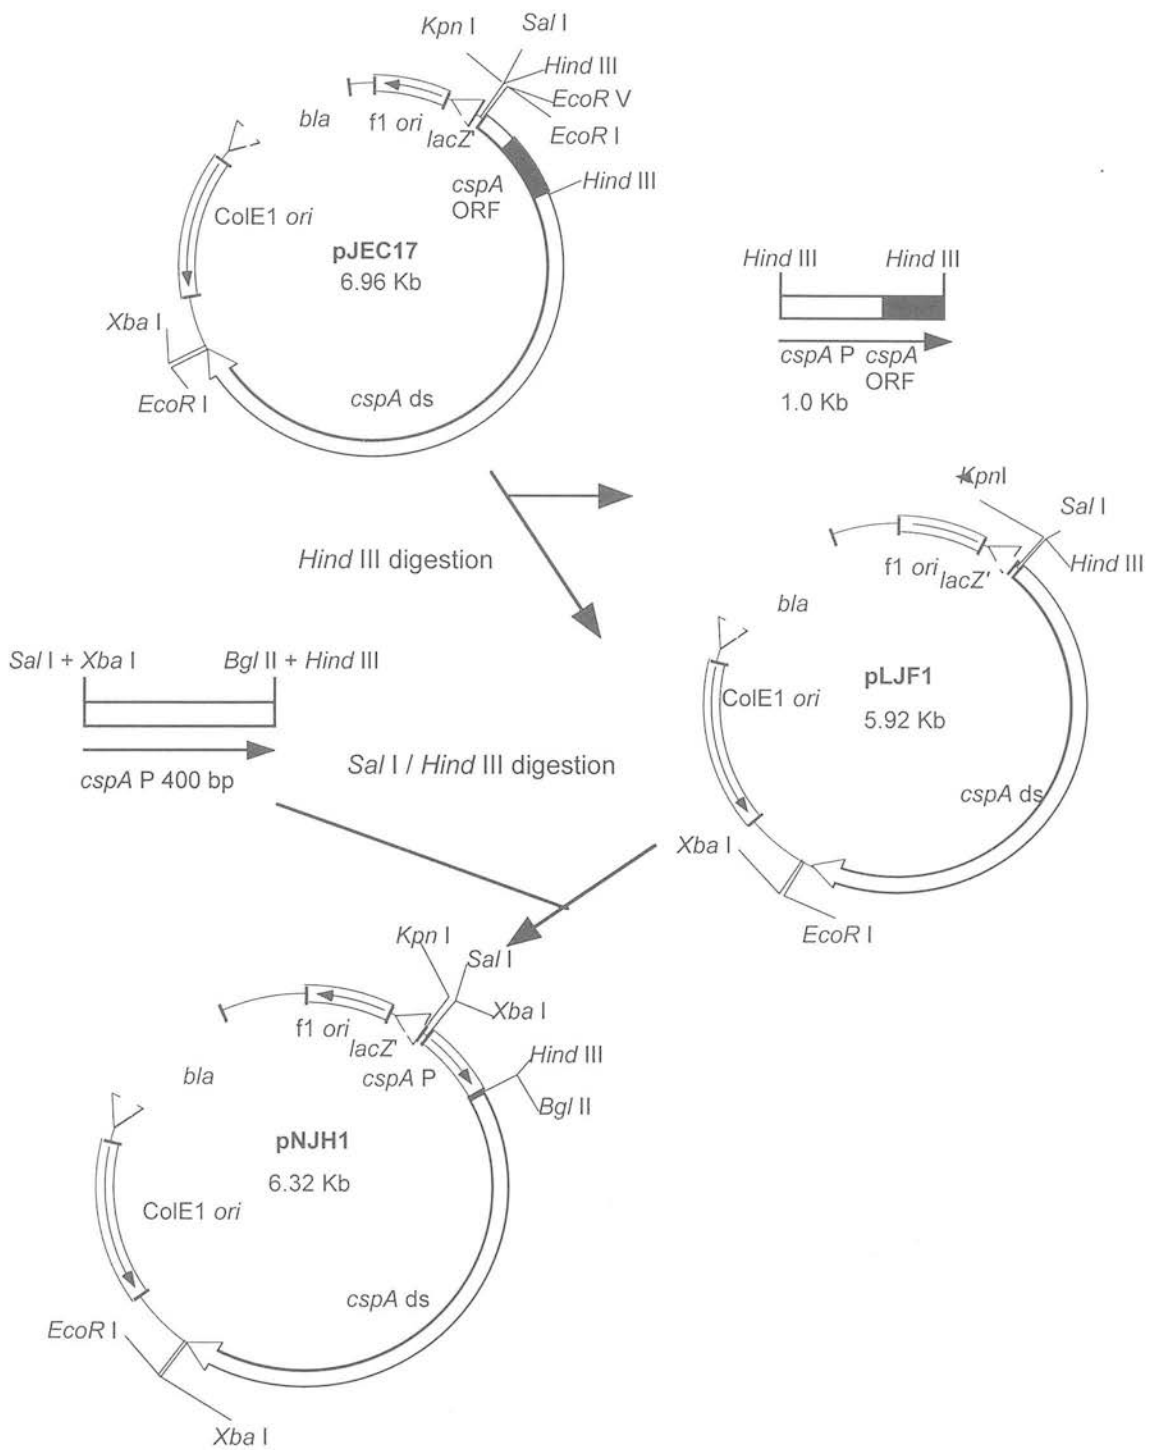 Kpn I
Sal I
Hind III
EcoR V
EcoR I
bla
f1 ori
lacZ'
cspA
ORF
Hind III
ColE1 ori
pJEC17
6.96 Kb
Xba I
EcoR I
cspA ds
Hind III
Hind III
cspA P
cspA
ORF
1.0 Kb
Hind III digestion
KpnI
Sal I
Hind III
f1 ori
lacZ'
bla
ColE1 ori
pLJF1
5.92 Kb
cspA ds
Xba I
EcoR I
Sal I + Xba I
Bgl II + Hind III
cspA P 400 bp
Sal I / Hind III digestion
Kpn I
Sal I
Xba I
f1 ori
lacZ'
cspA P
Hind III
Bgl II
bla
pNJH1
6.32 Kb
ColE1 ori
cspA ds
EcoR I
Xba I